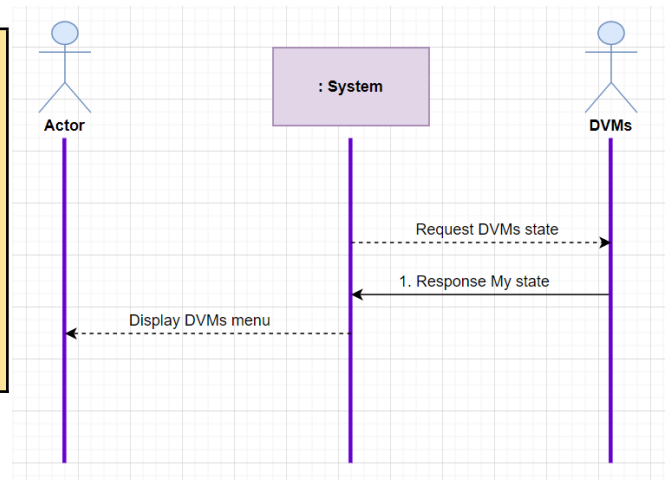 : System
Actor
DVMs
Request DVMs state
1. Response My state
Display DVMs menu